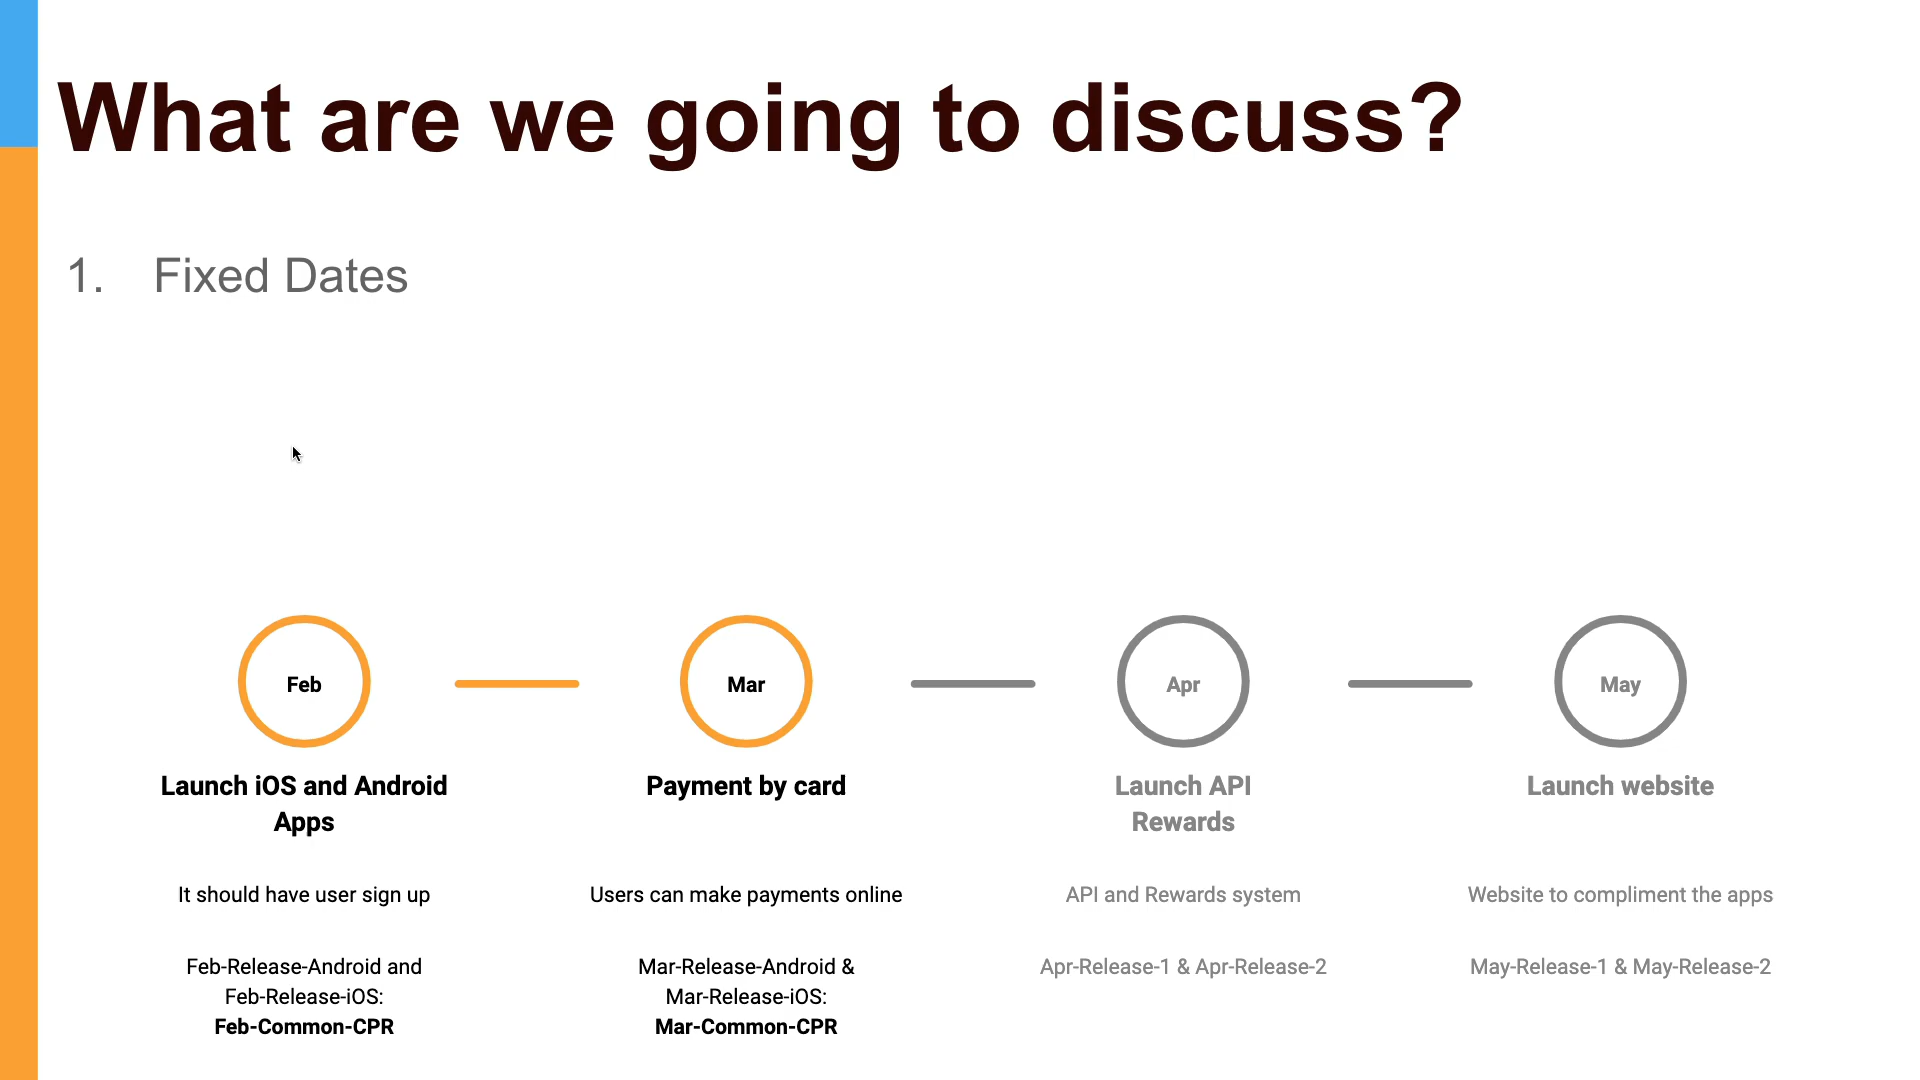 What are we going to discuss?
1. Fixed Dates
Feb
Mar
Apr
May
Launch iOS and Android
Apps
Payment by card
Launch API
Rewards
Launch website
It should have user sign up
Users can make payments online
API and Rewards system
Website to compliment the apps
Feb-Release-Android and
Feb-Release-iOS:
Feb-Common-CPR
Mar-Release-Android &
Mar-Release-iOS:
Mar-Common-CPR
Apr-Release-1 & Apr-Release-2
May-Release-1 & May-Release-2